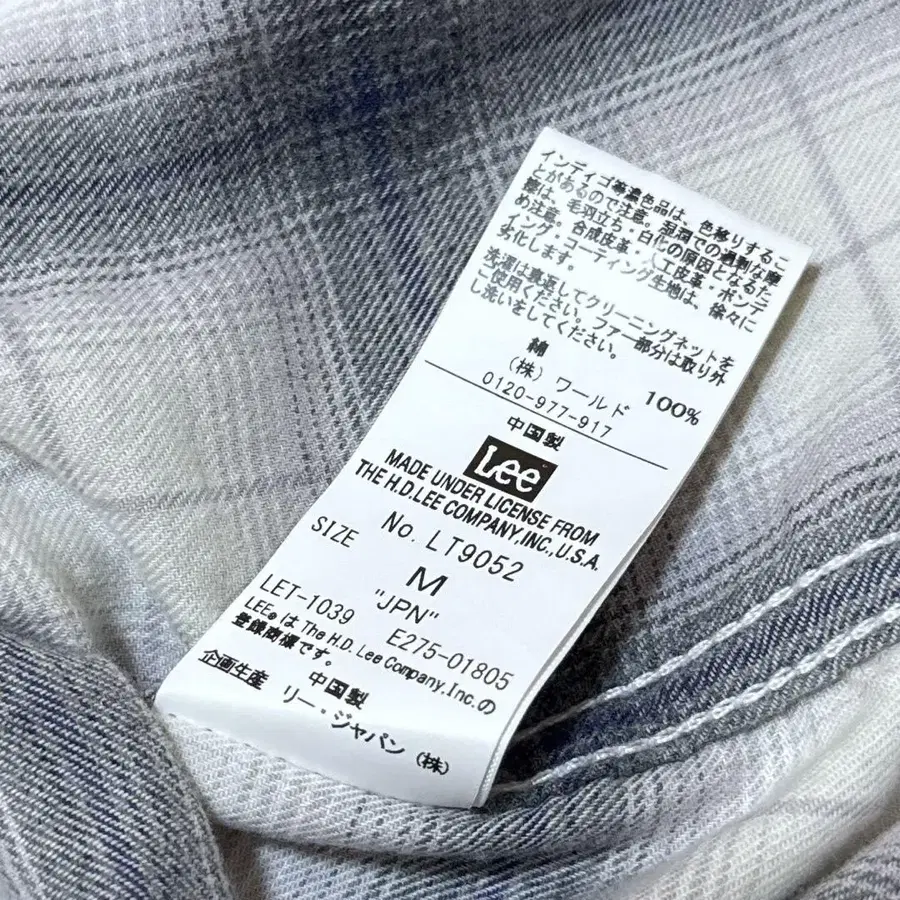 インディゴ等濃色品は、色移りするこ
とがあるので注意。湿潤での過剰な摩
擦は、毛羽立ち・白化の原因となるた
め注意。合成皮革・人工皮革・ボンデ
イング・コーティング生地は、徐々に
劣化します。
洗濯は裏返してクリーニングネットを
ご使用ください。ファー部分は取り外
し洗いをしてください。
綿 100%
(株) ワールド
0120-977-917
中国製
Lee
MADE UNDER LICENSE FROM
THE H.D.LEE COMPANY,INC.,U.S.A.
No. LT9052
SIZE M
"JPN"
LET-1039 E275-01805
LEE® は The H.D. Lee Company, Inc. の
登録商標です。
中国製
企画生産 リー・ジャパン (株)